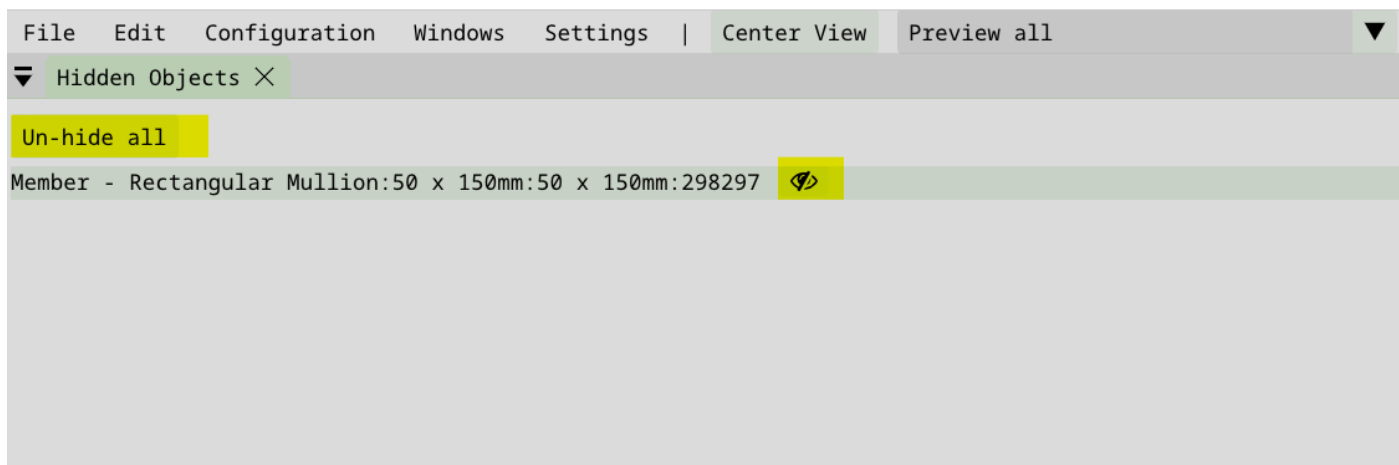 File Edit Configuration Windows Settings | Center View Preview all
Hidden Objects
Un-hide all
Member - Rectangular Mullion:50 x 150mm:50 x 150mm:298297